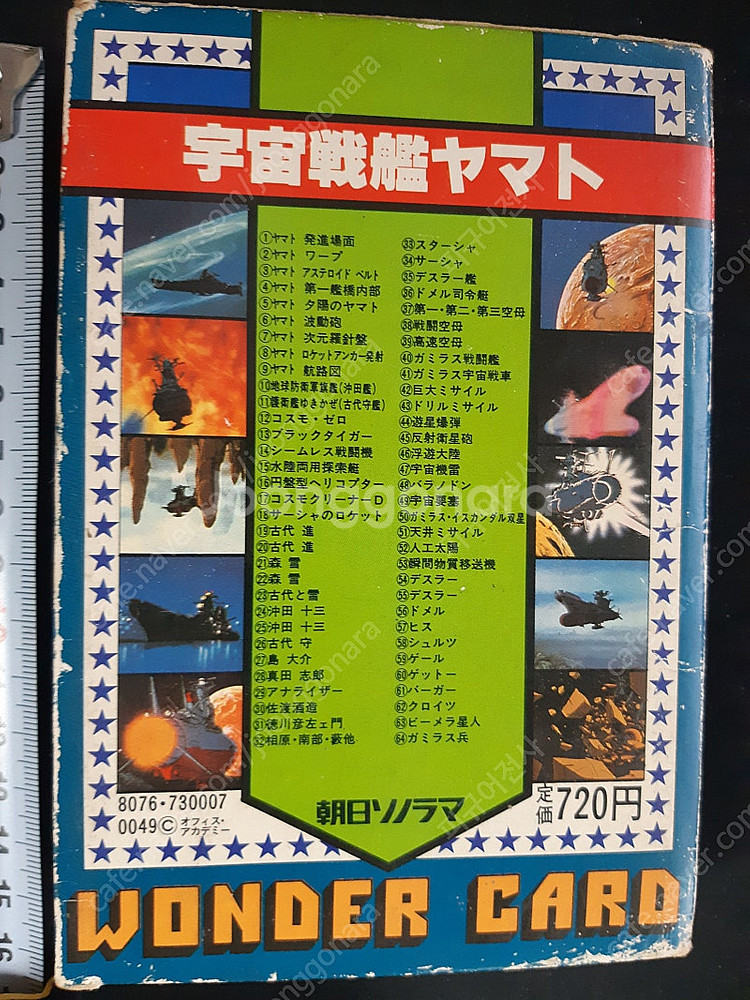 宇宙戦艦ヤマト
①ヤマト 発進場面
②ヤマト ワープ
③ヤマト アステロイド ベルト
④ヤマト 第一艦橋内部
⑤ヤマト 夕陽のヤマト
⑥ヤマト 波動砲
⑦ヤマト 次元羅針盤
⑧ヤマト ロケットアンカー発射
⑨ヤマト 航路図
⑩地球防衛軍旗艦(沖田艦)
⑪護衛艦ゆきかぜ(古代守艦)
⑫コスモ・ゼロ
⑬ブラックタイガー
⑭シームレス戦闘機
⑮水陸両用探索艇
⑯円盤型ヘリコプター
⑰コスモクリーナーD
⑱サーシャのロケット
⑲古代 進
⑳古代 進
㉑森 雪
㉒森 雪
㉓古代と雪
㉔沖田 十三
㉕沖田 十三
㉖古代 守
㉗島 大介
㉘真田 志郎
㉙アナライザー
㉚佐渡酒造
㉛徳川彦左ェ門
㉜相原・南部・薮他
㉝スターシャ
㉞サーシャ
㉟デスラー艦
㊱ドメル司令艇
㊲第一・第二・第三空母
㊳戦闘空母
㊴高速空母
㊵ガミラス戦闘艦
㊶ガミラス宇宙戦車
㊷巨大ミサイル
㊸ドリルミサイル
㊹遊星爆弾
㊺反射衛星砲
㊻浮遊大陸
㊼宇宙機雷
㊽バラノドン
㊾宇宙要塞
㊿ガミラス・イスカンダル双星
51天井ミサイル
52人工太陽
53瞬間物質移送機
54デスラー
55デスラー
56ドメル
57ヒス
58シュルツ
59ゲール
60ゲットー
61バーガー
62クロイツ
63ビーメラ星人
64ガミラス兵
8076・730007
0049Ⓒオフィス・アカデミー
朝日ソノラマ
定価720円
WONDER CARD